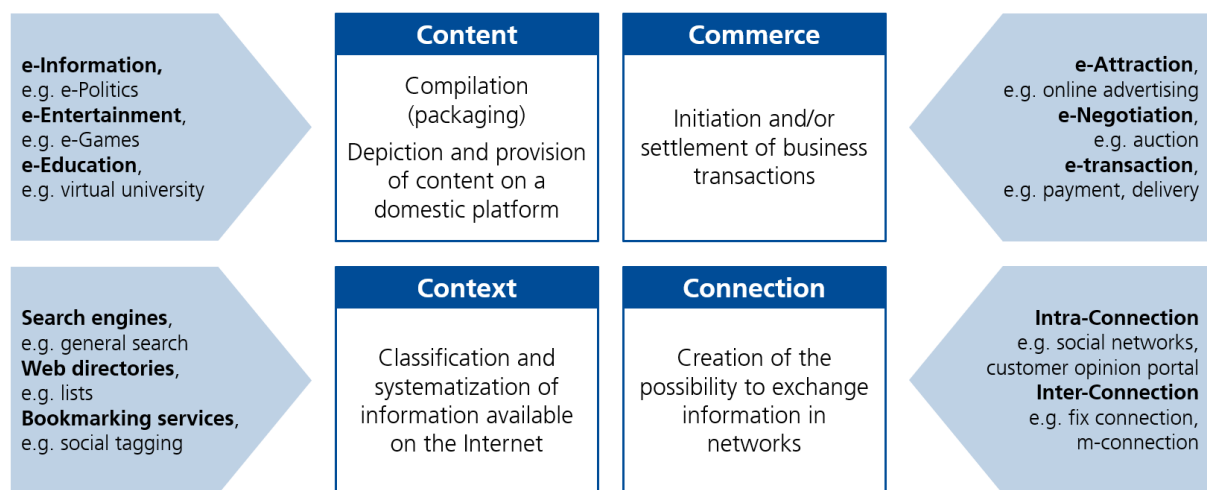 e-Information,
e.g. e-Politics
e-Entertainment,
e.g. e-Games
e-Education,
e.g. virtual university
Content
Compilation
(packaging)
Depiction and provision
of content on a
domestic platform
Commerce
Initiation and/or
settlement of business
transactions
e-Attraction,
e.g. online advertising
e-Negotiation,
e.g. auction
e-transaction,
e.g. payment, delivery
Search engines,
e.g. general search
Web directories,
e.g. lists
Bookmarking services,
e.g. social tagging
Context
Classification and
systematization of
information available
on the Internet
Connection
Creation of the
possibility to exchange
information in
networks
Intra-Connection
e.g. social networks,
customer opinion portal
Inter-Connection
e.g. fix connection,
m-connection